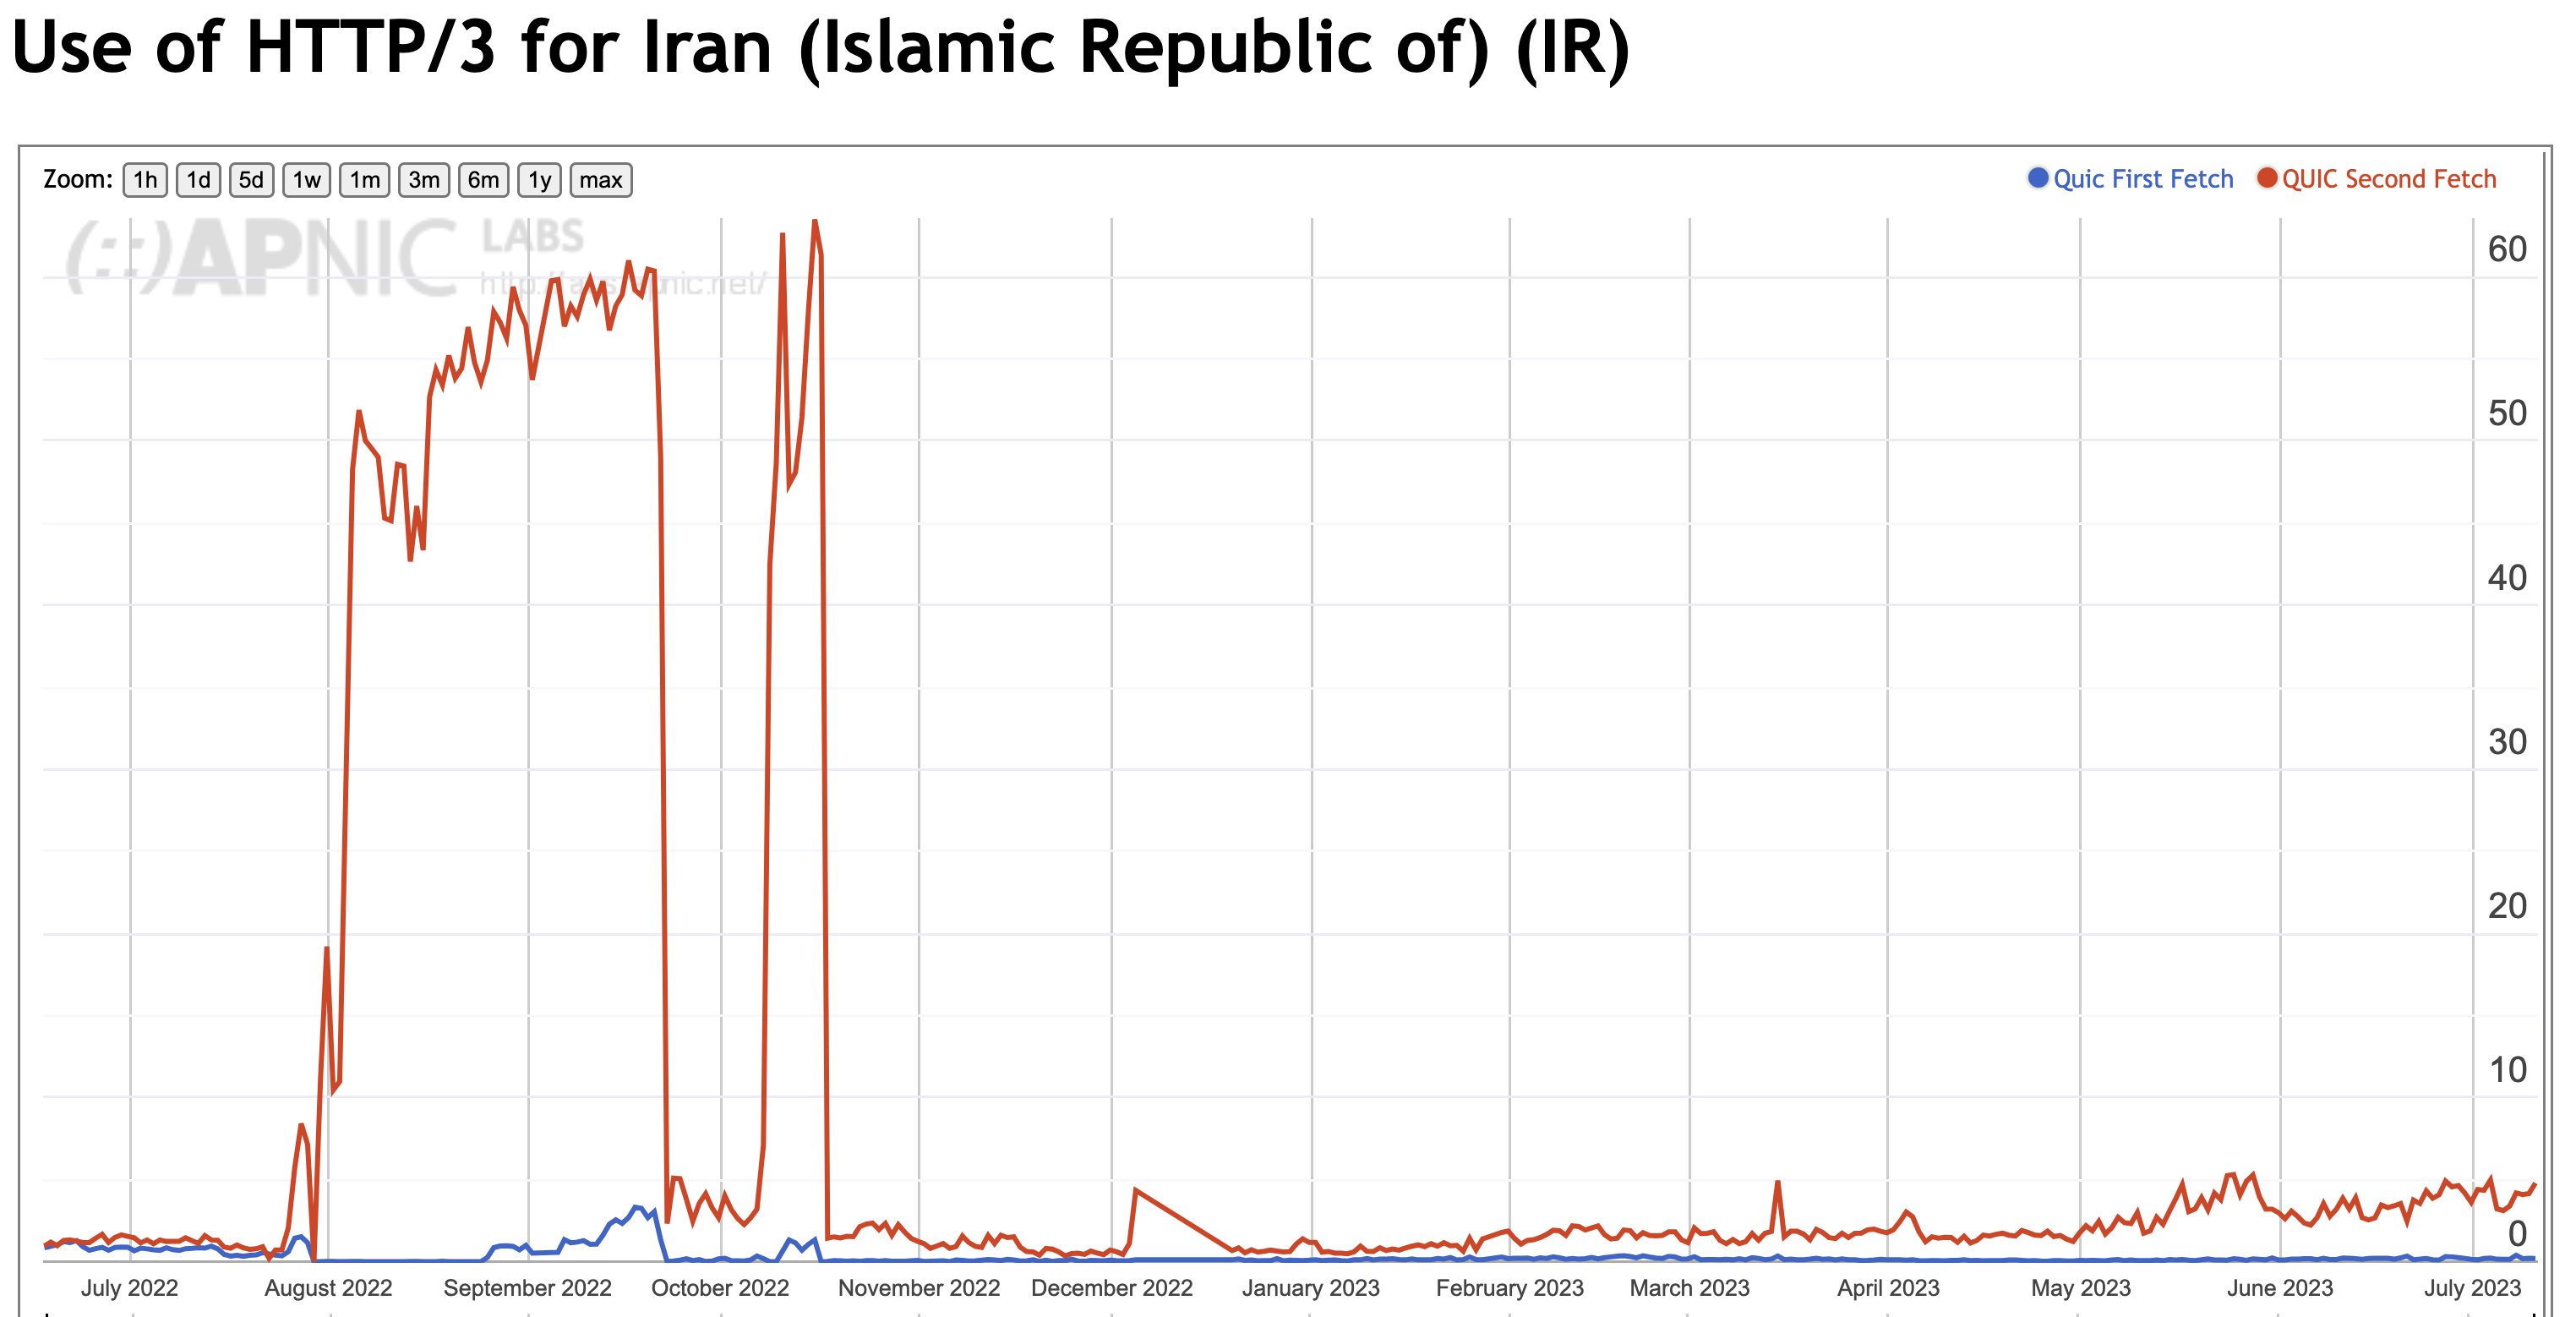 Use of HTTP/3 for Iran (Islamic Republic of) (IR)
Zoom: 1h 1d 5d 1w 1m 3m 6m 1y max
Quic First Fetch QUIC Second Fetch
(::)APNIC LABS
60
50
40
30
20
10
0
July 2022 August 2022 September 2022 October 2022 November 2022 December 2022 January 2023 February 2023 March 2023 April 2023 May 2023 June 2023 July 2023